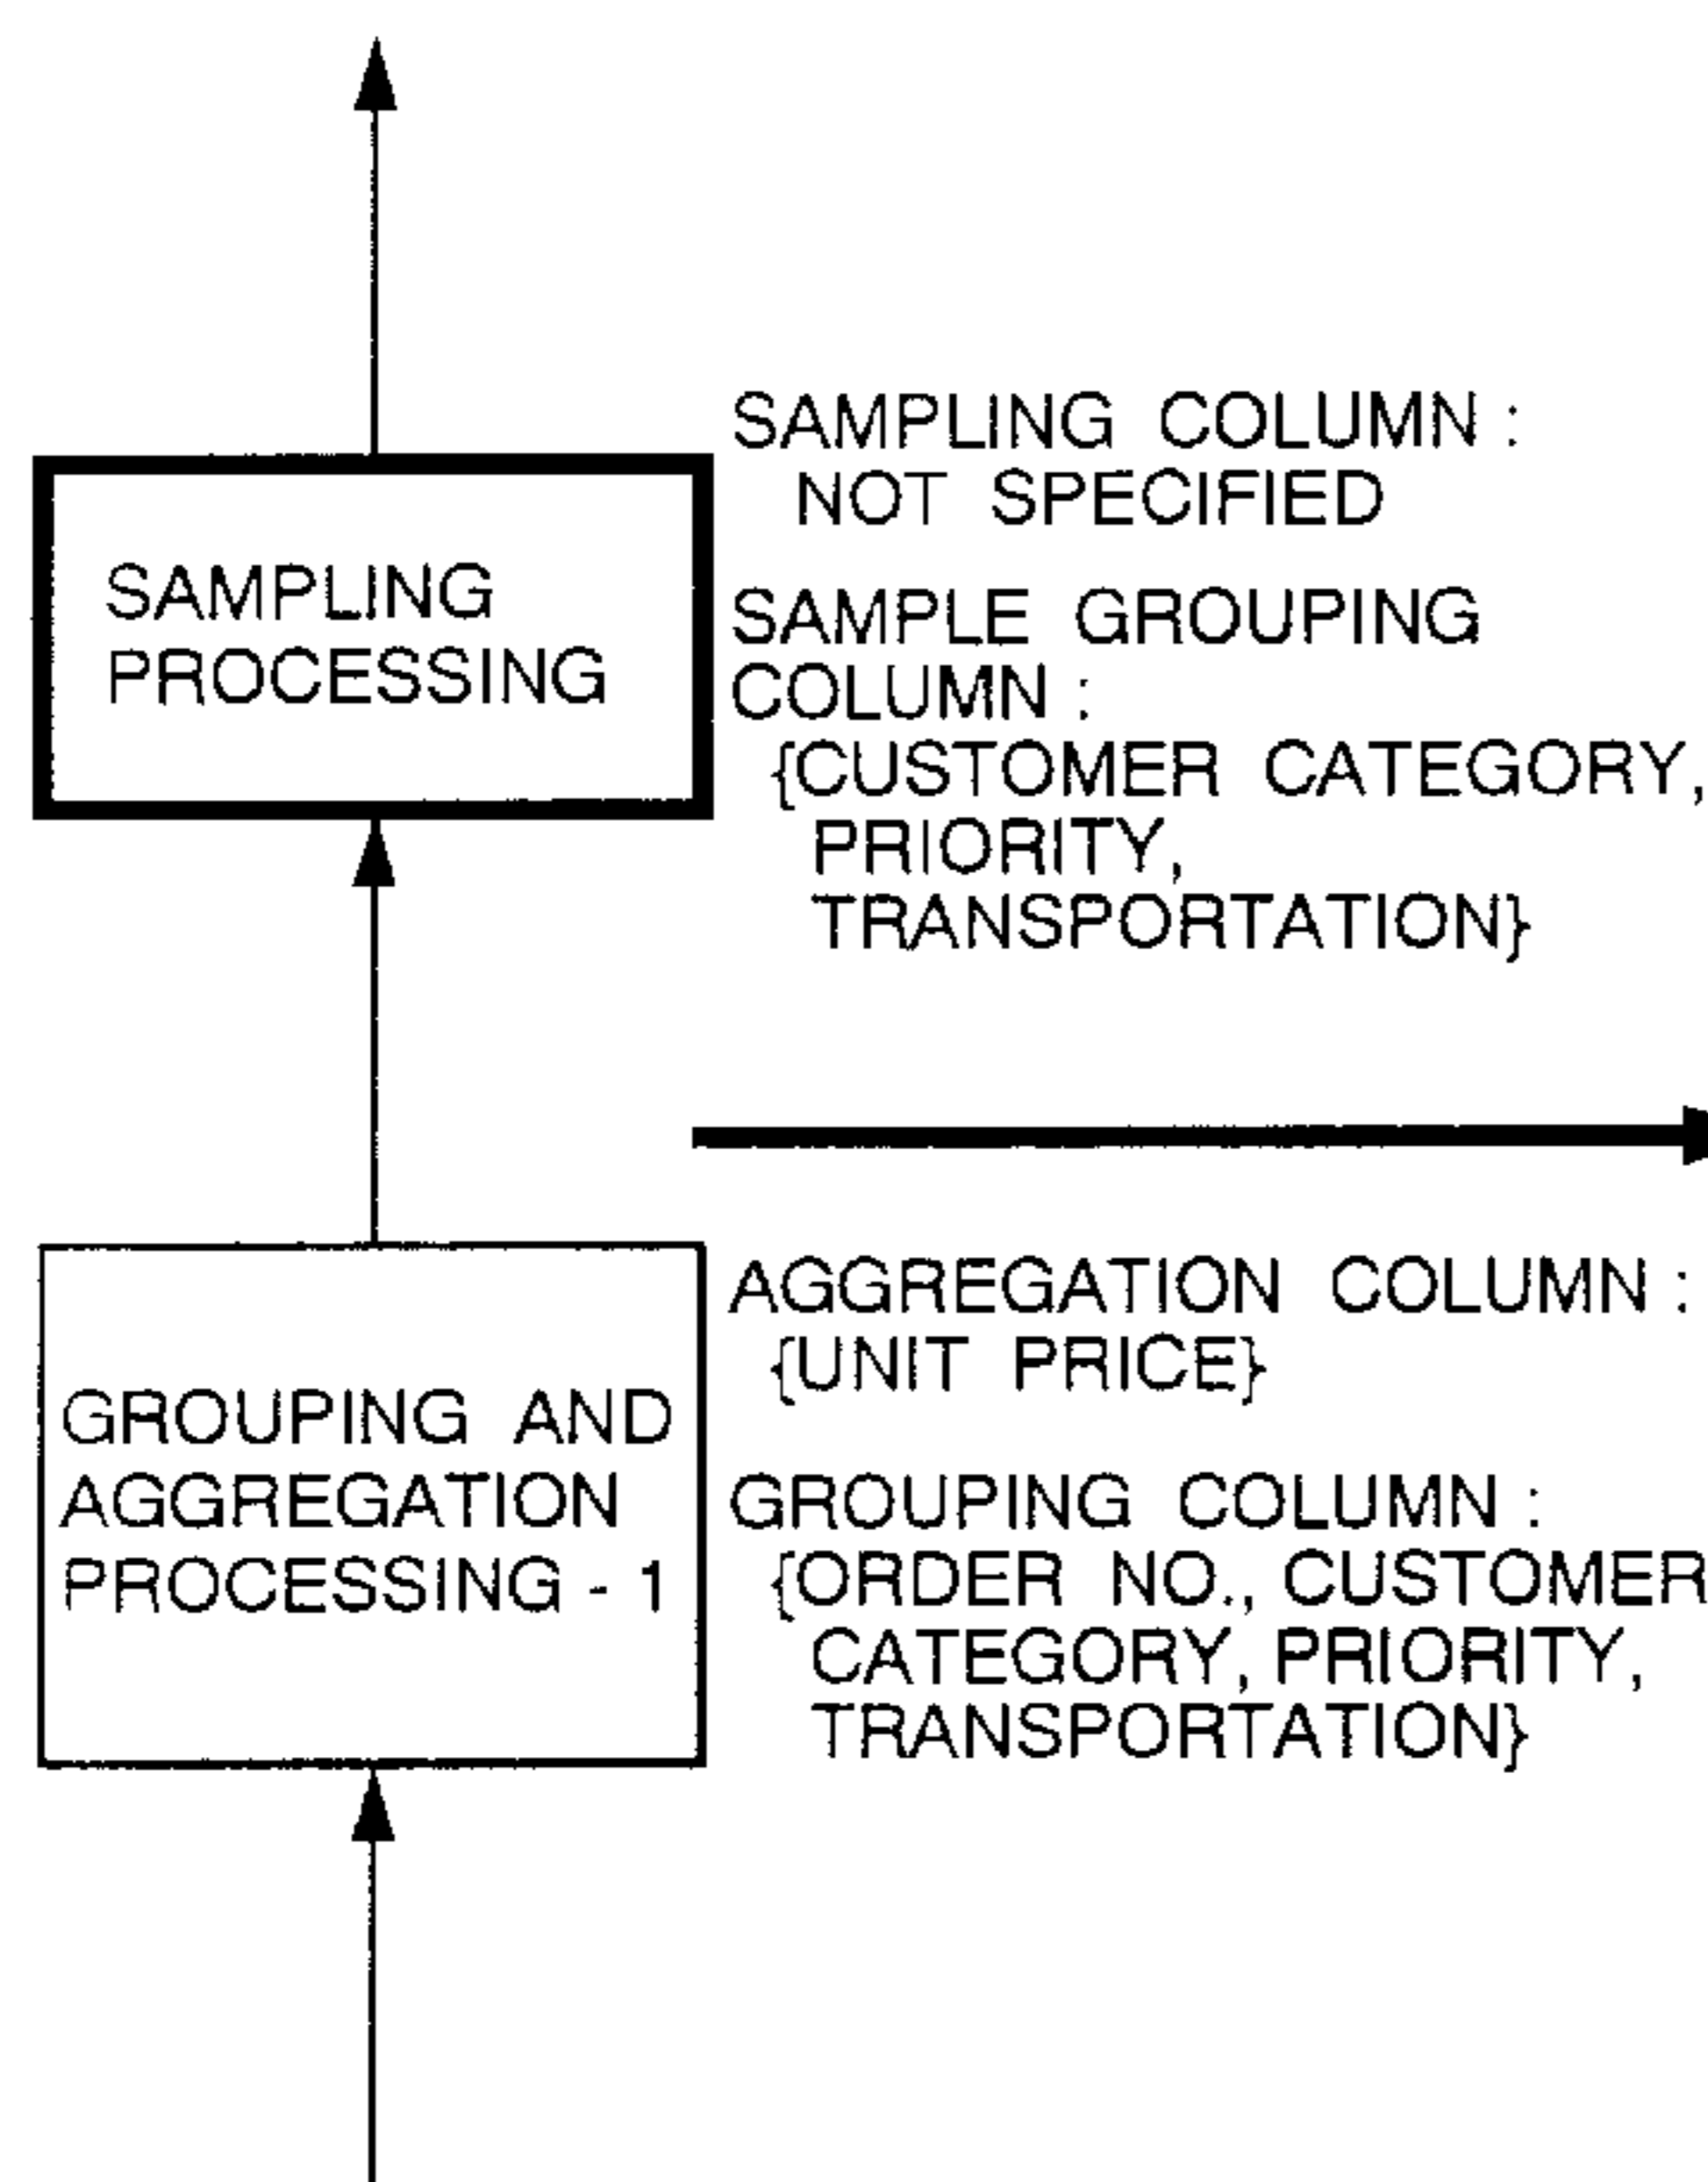 SAMPLING COLUMN :
NOT SPECIFIED
SAMPLING
PROCESSING
SAMPLE GROUPING
COLUMN :
{CUSTOMER CATEGORY,
PRIORITY,
TRANSPORTATION}
AGGREGATION COLUMN :
{UNIT PRICE}
GROUPING AND
AGGREGATION
PROCESSING - 1
GROUPING COLUMN :
{ORDER NO., CUSTOMER
CATEGORY, PRIORITY,
TRANSPORTATION}